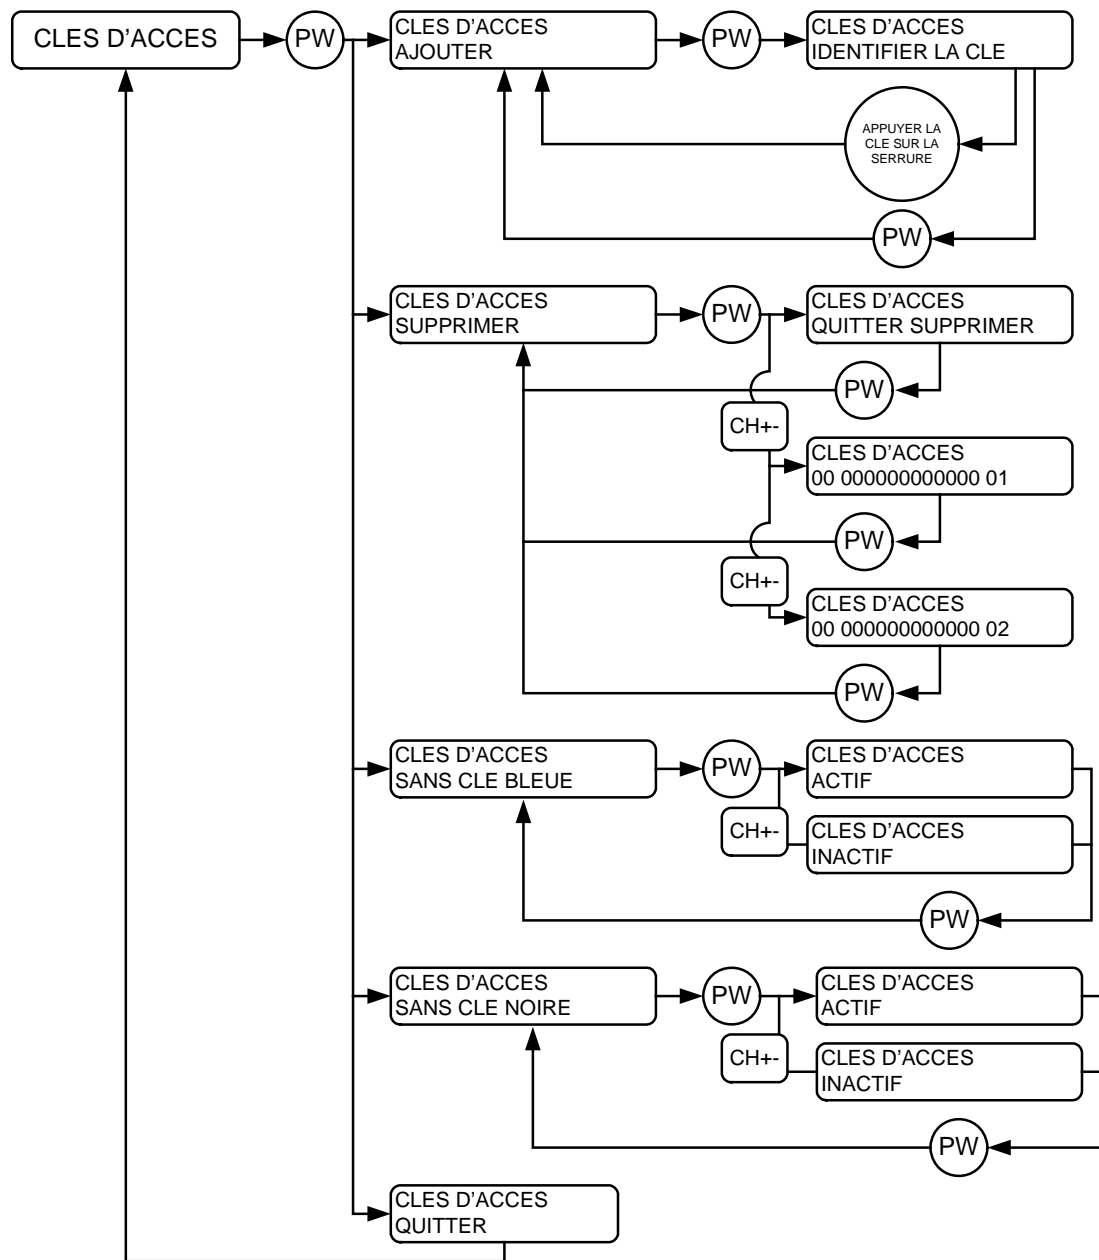 CLES D'ACCES
PW
CLES D'ACCES
AJOUTER
PW
CLES D'ACCES
IDENTIFIER LA CLE
APPUYER LA
CLE SUR LA
SERRURE
PW
CLES D'ACCES
SUPPRIMER
PW
CLES D'ACCES
QUITTER SUPPRIMER
PW
CH+-
CLES D'ACCES
00 000000000000 01
PW
CH+-
CLES D'ACCES
00 000000000000 02
PW
CLES D'ACCES
SANS CLE BLEUE
PW
CLES D'ACCES
ACTIF
CH+-
CLES D'ACCES
INACTIF
PW
CLES D'ACCES
SANS CLE NOIRE
PW
CLES D'ACCES
ACTIF
CH+-
CLES D'ACCES
INACTIF
PW
CLES D'ACCES
QUITTER